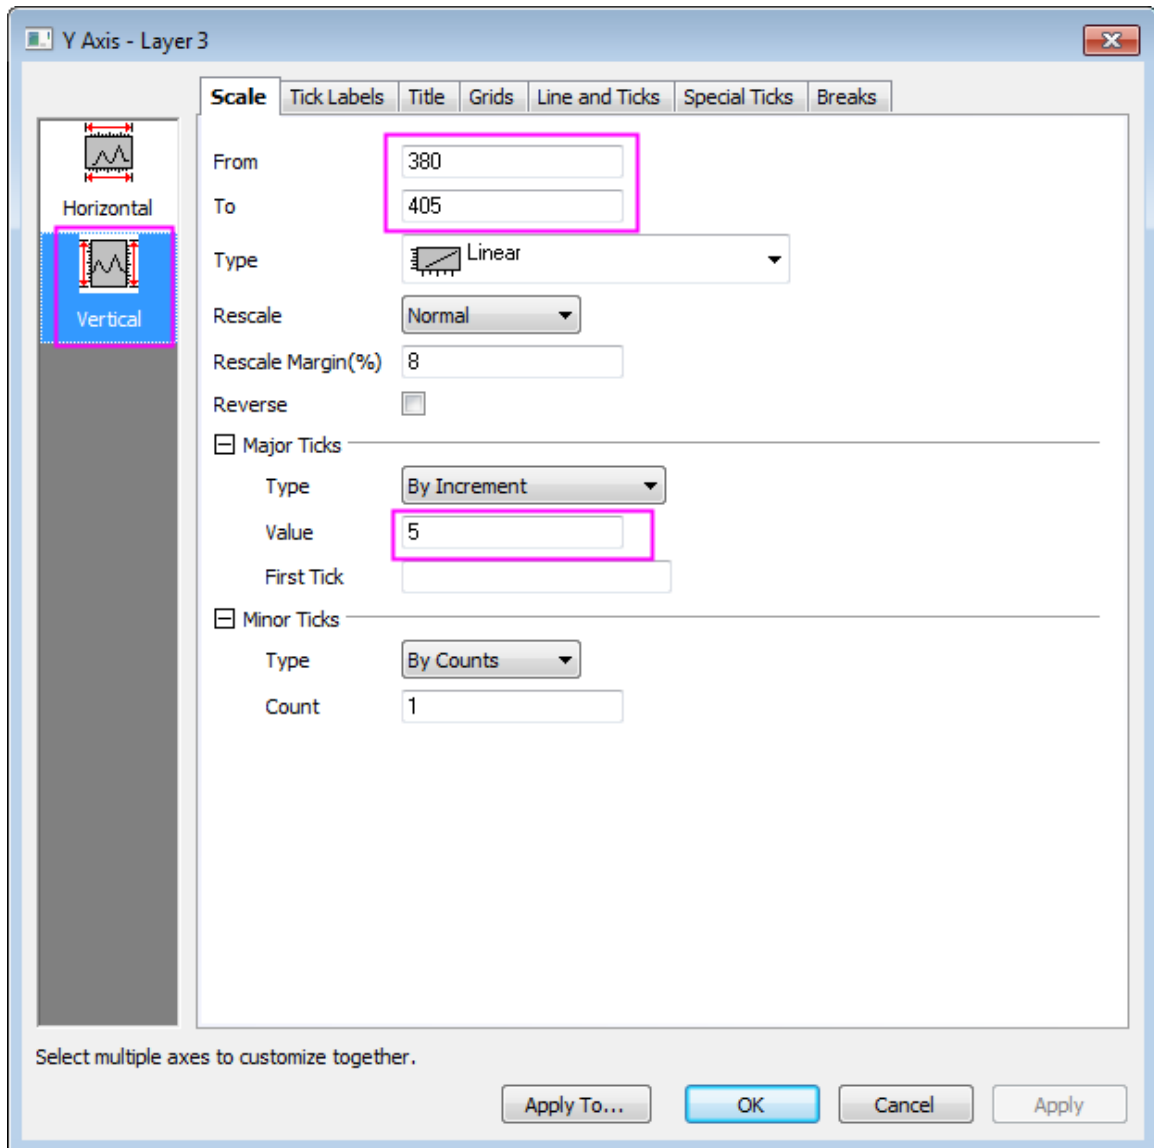 Y Axis - Layer 3
Scale Tick Labels Title Grids Line and Ticks Special Ticks Breaks
Horizontal
Vertical
From 380
To 405
Type Linear
Rescale Normal
Rescale Margin(%) 8
Reverse
Major Ticks
Type By Increment
Value 5
First Tick
Minor Ticks
Type By Counts
Count 1
Select multiple axes to customize together.
Apply To... OK Cancel Apply